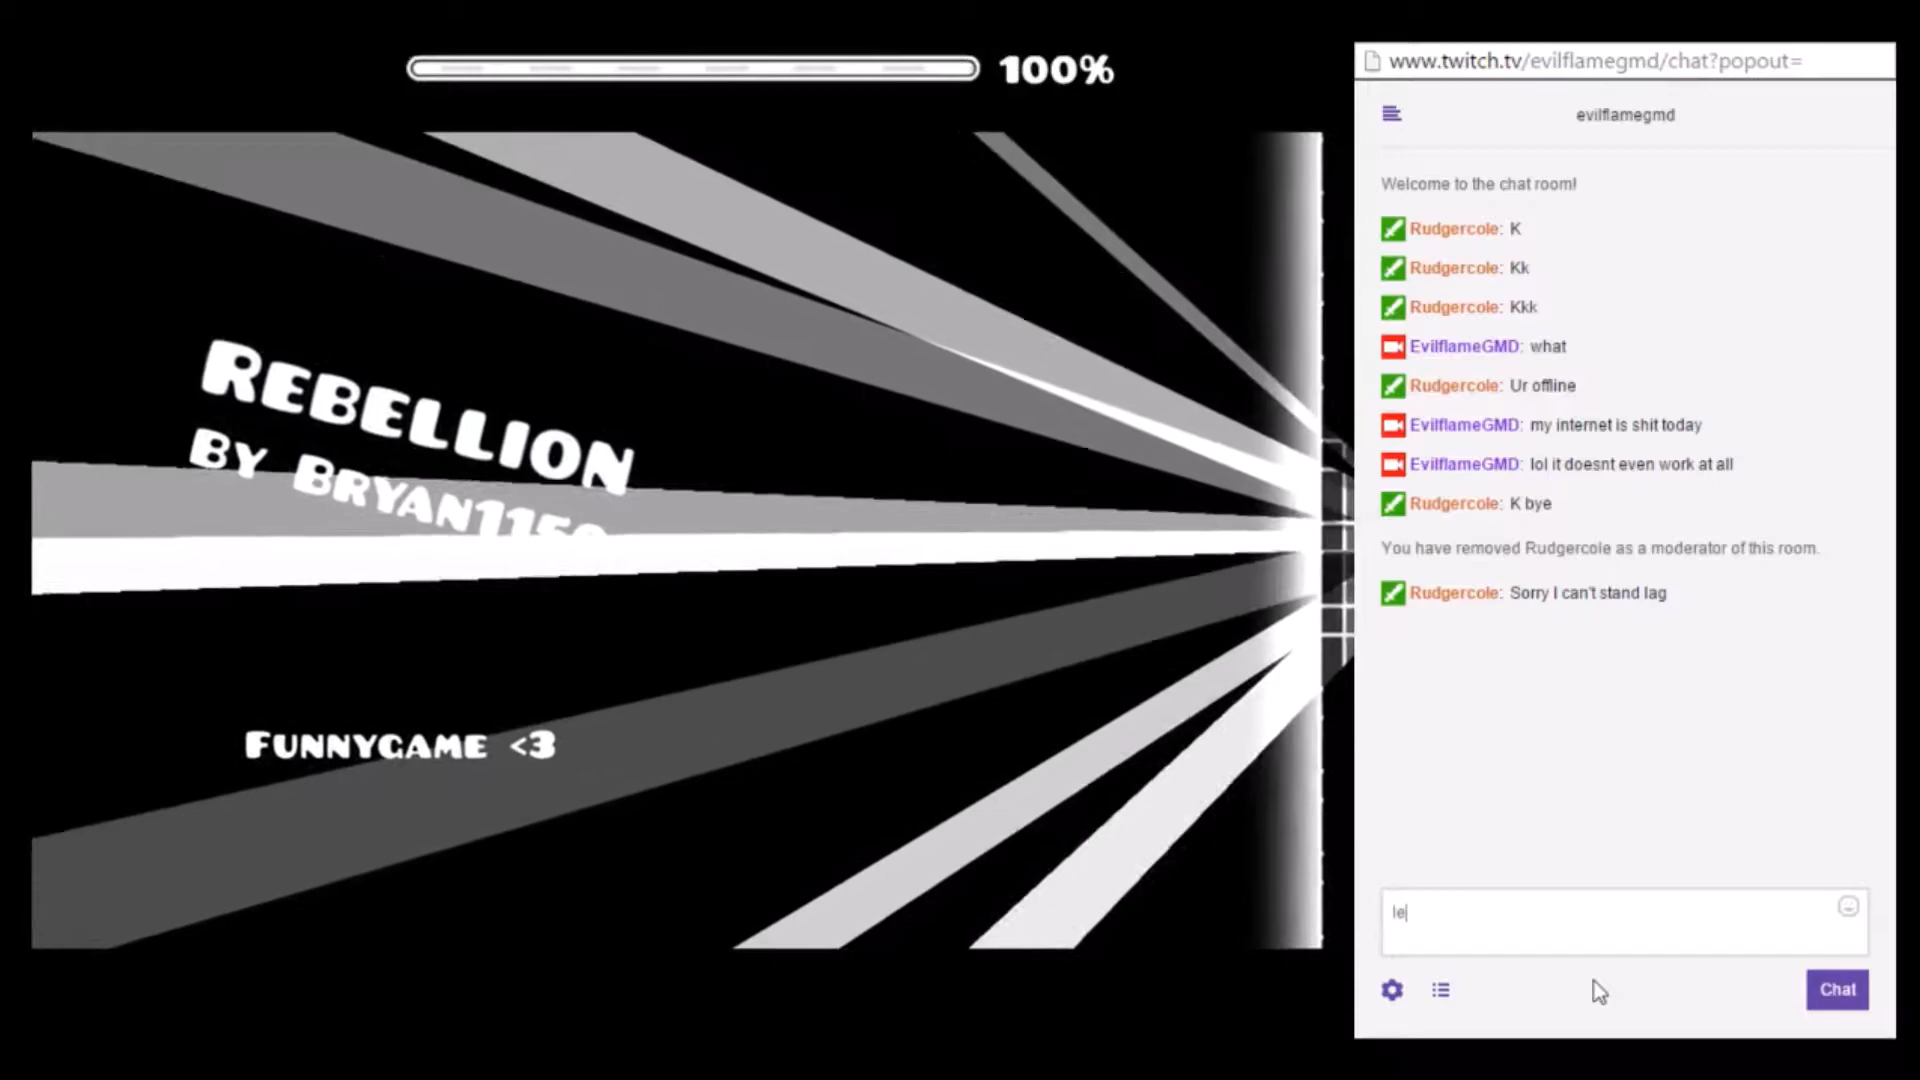 100%
REBELLION
BY BRYAN1150
FUNNYGAME <3
www.twitch.tv/evilflamegmd/chat?popout=
evilflamegmd
Welcome to the chat room!
Rudgercole: K
Rudgercole: Kk
Rudgercole: Kkk
EvilflameGMD: what
Rudgercole: Ur offline
EvilflameGMD: my internet is shit today
EvilflameGMD: lol it doesnt even work at all
Rudgercole: K bye
You have removed Rudgercole as a moderator of this room.
Rudgercole: Sorry I can't stand lag
le
Chat